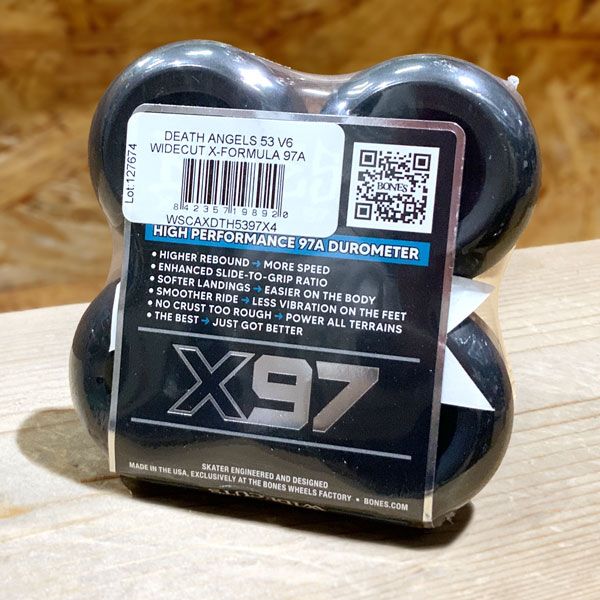 Lot:127674
DEATH ANGELS 53 V6
WIDECUT X-FORMULA 97A
8 42357 19892 0
WSCAXDTH5397X4
BONES
HIGH PERFORMANCE 97A DUROMETER
• HIGHER REBOUND → MORE SPEED
• ENHANCED SLIDE-TO-GRIP RATIO
• SOFTER LANDINGS → EASIER ON THE BODY
• SMOOTHER RIDE → LESS VIBRATION ON THE FEET
• NO CRUST TOO ROUGH → POWER ALL TERRAINS
• THE BEST → JUST GOT BETTER
X97
SKATER ENGINEERED AND DESIGNED
MADE IN THE USA, EXCLUSIVELY AT THE BONES WHEELS FACTORY • BONES.COM